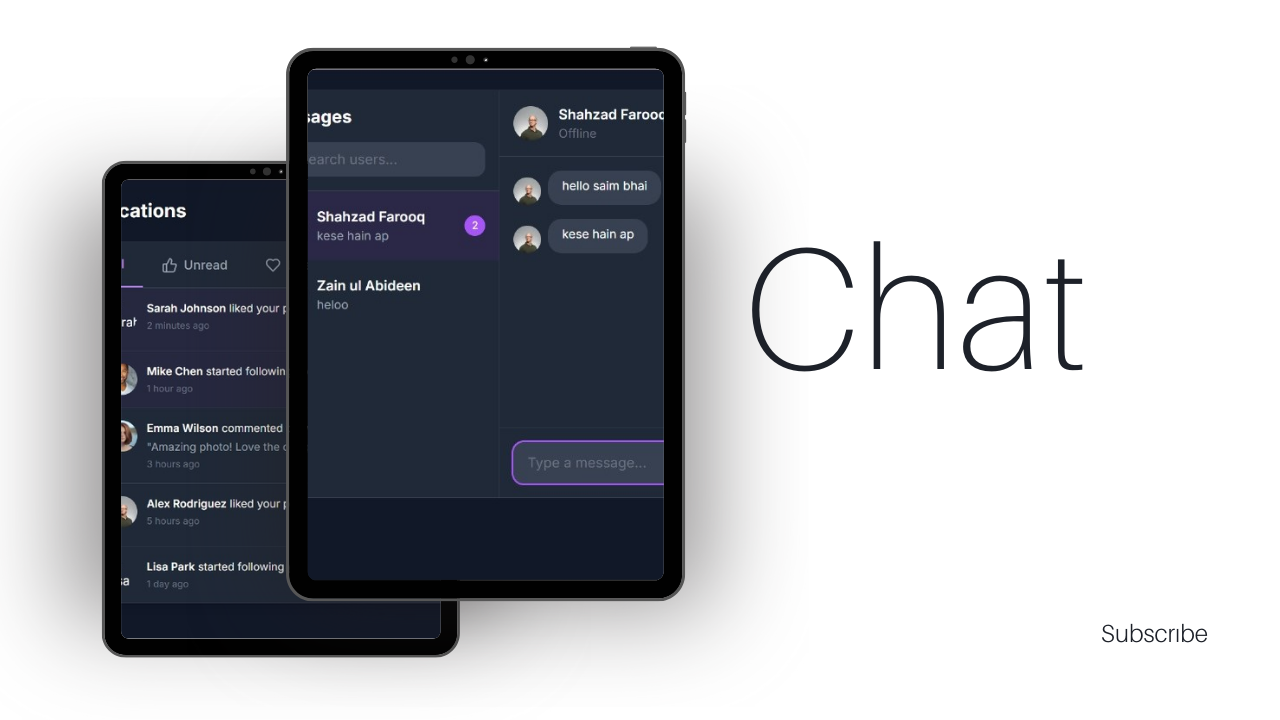 cations
Unread
Sarah Johnson liked your p
2 minutes ago
Mike Chen started followin
1 hour ago
Emma Wilson commented
"Amazing photo! Love the c
3 hours ago
Alex Rodriguez liked your p
5 hours ago
Lisa Park started following
1 day ago
sages
earch users...
Shahzad Farooq
kese hain ap
2
Zain ul Abideen
heloo
Shahzad Farooq
Offline
hello saim bhai
kese hain ap
Type a message...
Chat
Subscribe